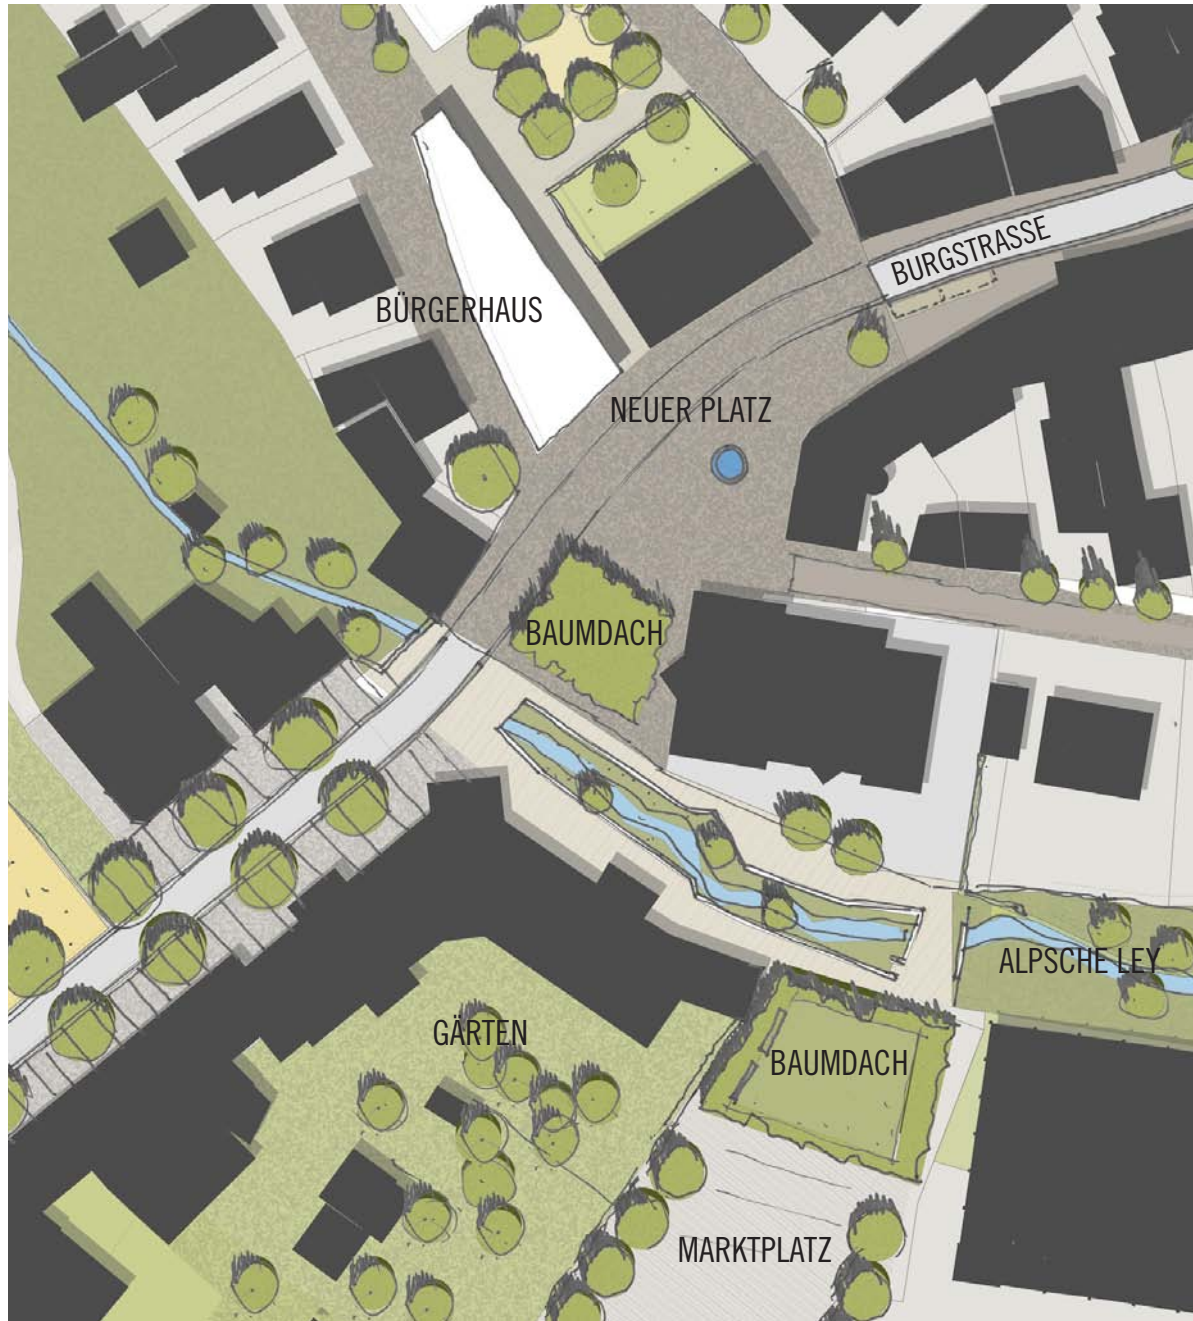 BURGSTRASSE
BÜRGERHAUS
NEUER PLATZ
BAUMDACH
ALPSCHE LEY
GÄRTEN
BAUMDACH
MARKTPLATZ